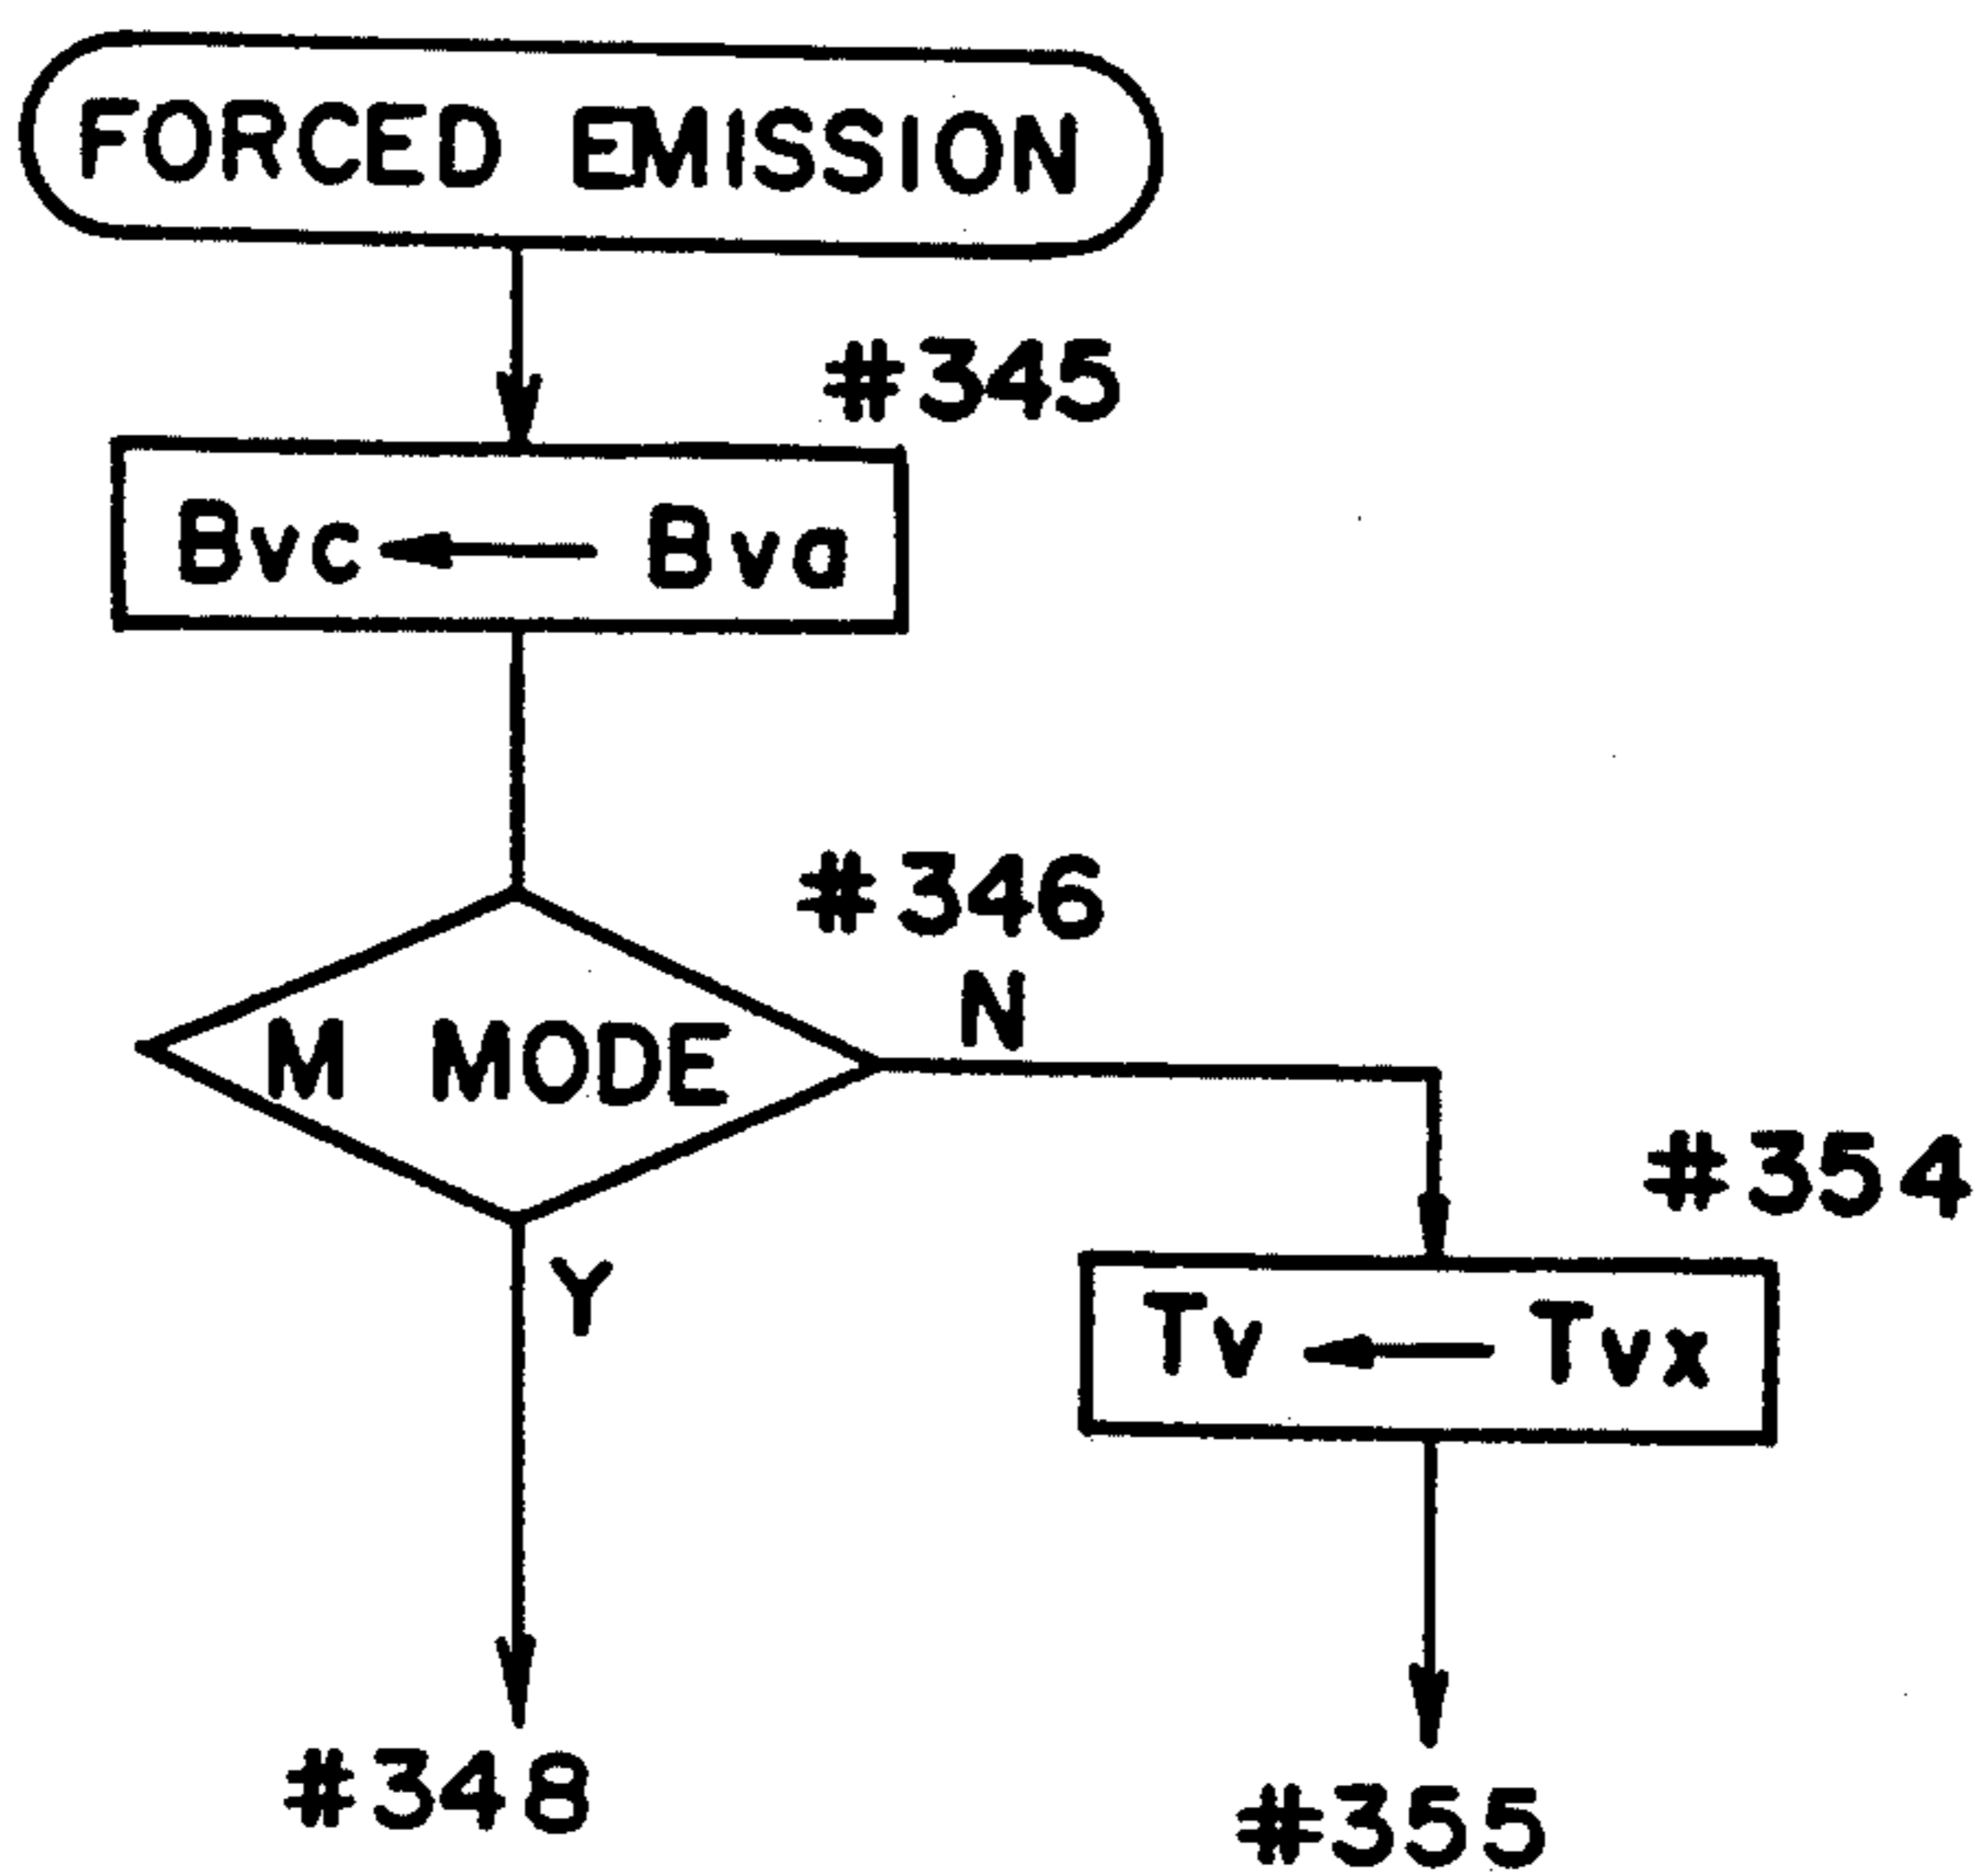 FORCED EMISSION
#345
Bvc ← Bva
#346
M MODE
N
#354
Y
Tv ← Tvx
#348
#355